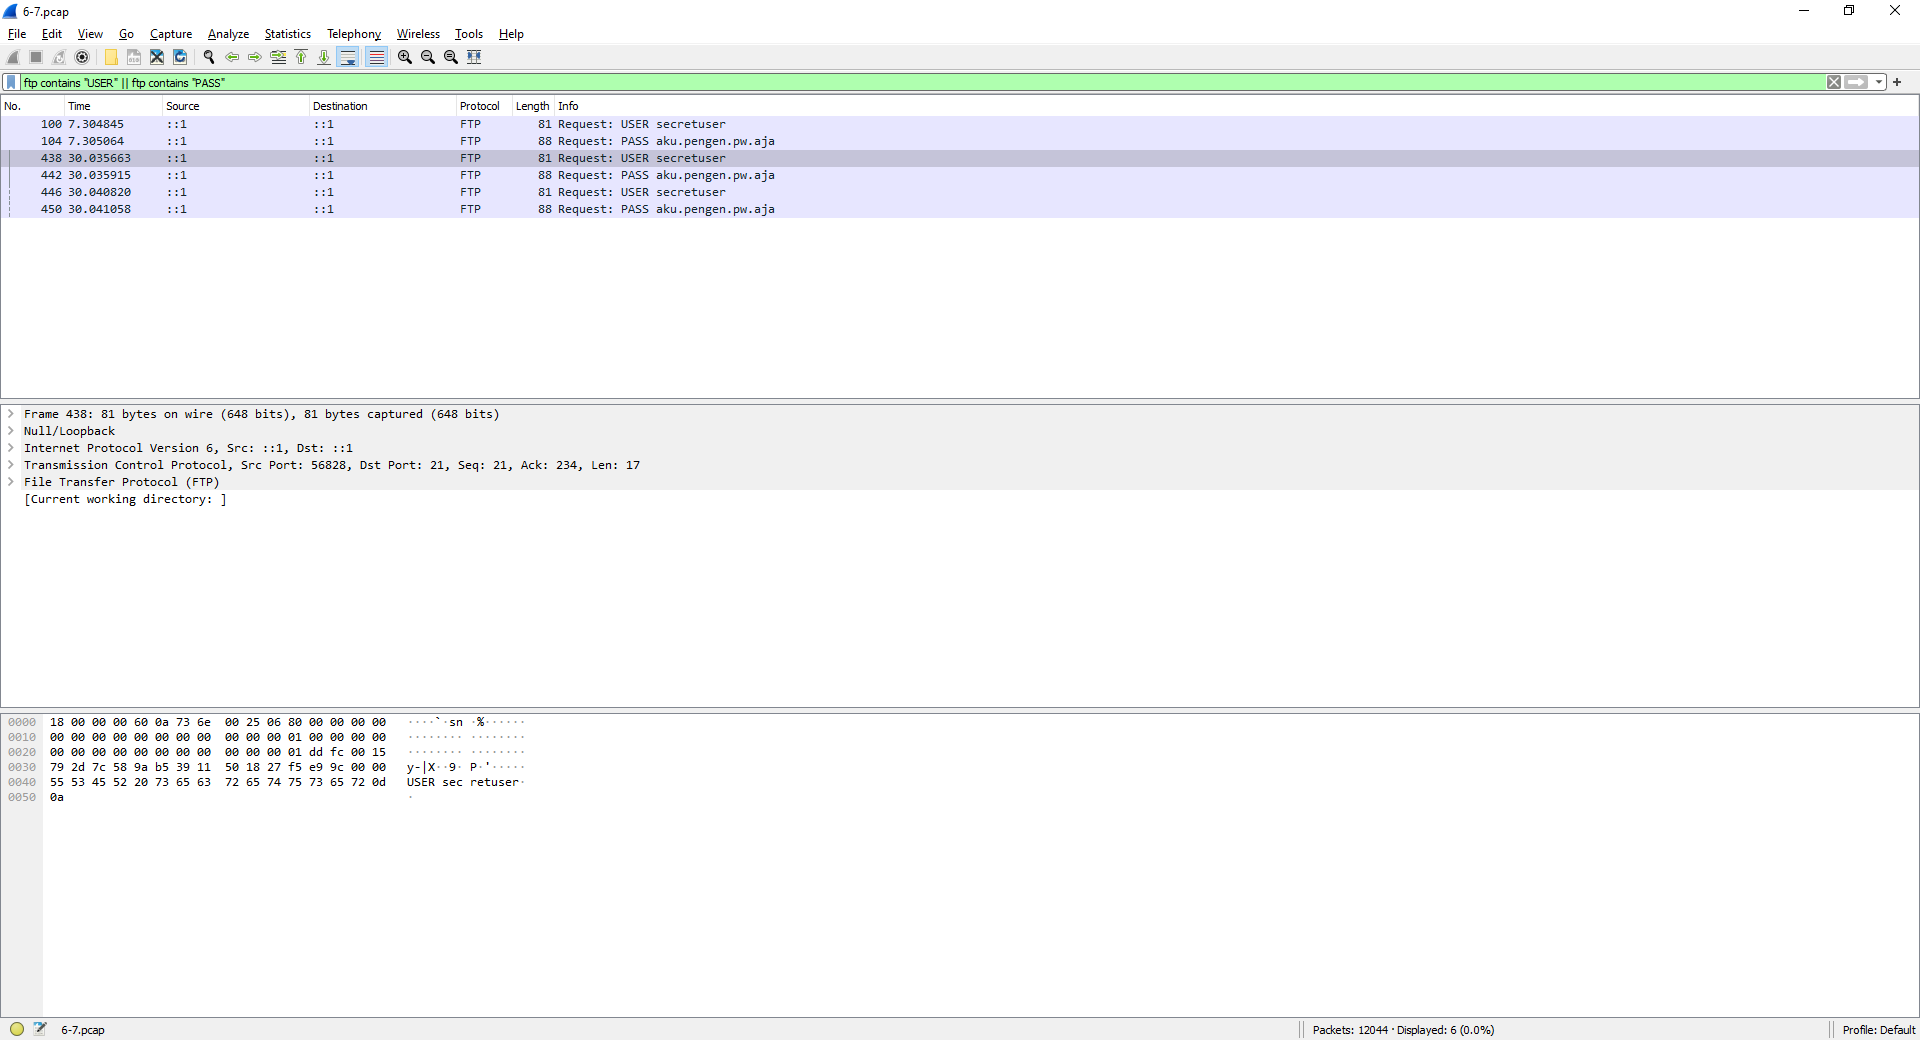 6-7.pcap
File Edit View Go Capture Analyze Statistics Telephony Wireless Tools Help
ftp contains "USER" || ftp contains "PASS"
No. Time Source Destination Protocol Length Info
100 7.304845 ::1 ::1 FTP 81 Request: USER secretuser
104 7.305064 ::1 ::1 FTP 88 Request: PASS aku.pengen.pw.aja
438 30.035663 ::1 ::1 FTP 81 Request: USER secretuser
442 30.035915 ::1 ::1 FTP 88 Request: PASS aku.pengen.pw.aja
446 30.040820 ::1 ::1 FTP 81 Request: USER secretuser
450 30.041058 ::1 ::1 FTP 88 Request: PASS aku.pengen.pw.aja
Frame 438: 81 bytes on wire (648 bits), 81 bytes captured (648 bits)
Null/Loopback
Internet Protocol Version 6, Src: ::1, Dst: ::1
Transmission Control Protocol, Src Port: 56828, Dst Port: 21, Seq: 21, Ack: 234, Len: 17
File Transfer Protocol (FTP)
[Current working directory: ]
0000 18 00 00 00 60 0a 73 6e 00 25 06 80 00 00 00 00 ····`·sn ·%······
0010 00 00 00 00 00 00 00 00 00 00 00 01 00 00 00 00 ········ ········
0020 00 00 00 00 00 00 00 00 00 00 00 01 dd fc 00 15 ········ ········
0030 79 2d 7c 58 9a b5 39 11 50 18 27 f5 e9 9c 00 00 y-|X··9· P·'·····
0040 55 53 45 52 20 73 65 63 72 65 74 75 73 65 72 0d USER sec retuser·
0050 0a ·
6-7.pcap Packets: 12044 · Displayed: 6 (0.0%) Profile: Default